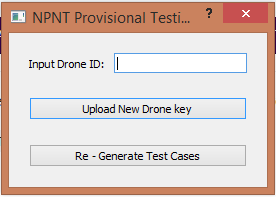 NPNT Provisional Testi...
Input Drone ID:
Upload New Drone key
Re - Generate Test Cases